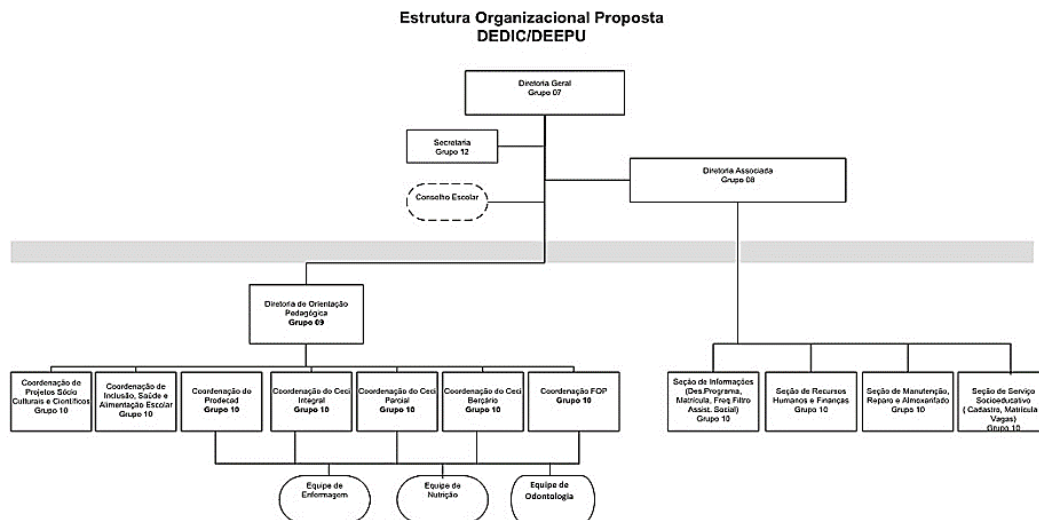 Estrutura Organizacional Proposta
DEDIC/DEEPU
Diretoria Geral
Grupo 07
Secretaria
Grupo 12
Diretoria Associada
Grupo 08
Conselho Escolar
Diretoria de Orientação
Pedagógica
Grupo 09
Coordenação de
Projetos Sócio
Culturais e Científicos
Grupo 10
Coordenação de
Inclusão, Saúde e
Alimentação Escolar
Grupo 10
Coordenação do
Prodecad
Grupo 10
Coordenação do Ceci
Integral
Grupo 10
Coordenação do Ceci
Parcial
Grupo 10
Coordenação do Ceci
Berçário
Grupo 10
Coordenação FOP
Grupo 10
Seção de Informações
(Des.Programa,
Matrícula, Freq.Filtro
Assist. Social)
Grupo 10
Seção de Recursos
Humanos e Finanças
Grupo 10
Seção de Manutenção,
Reparo e Almoxarifado
Grupo 10
Seção de Serviço
Socioeducativo
( Cadastro, Matrícula
Vagas)
Grupo 10
Equipe de
Enfermagem
Equipe de
Nutrição
Equipe de
Odontologia